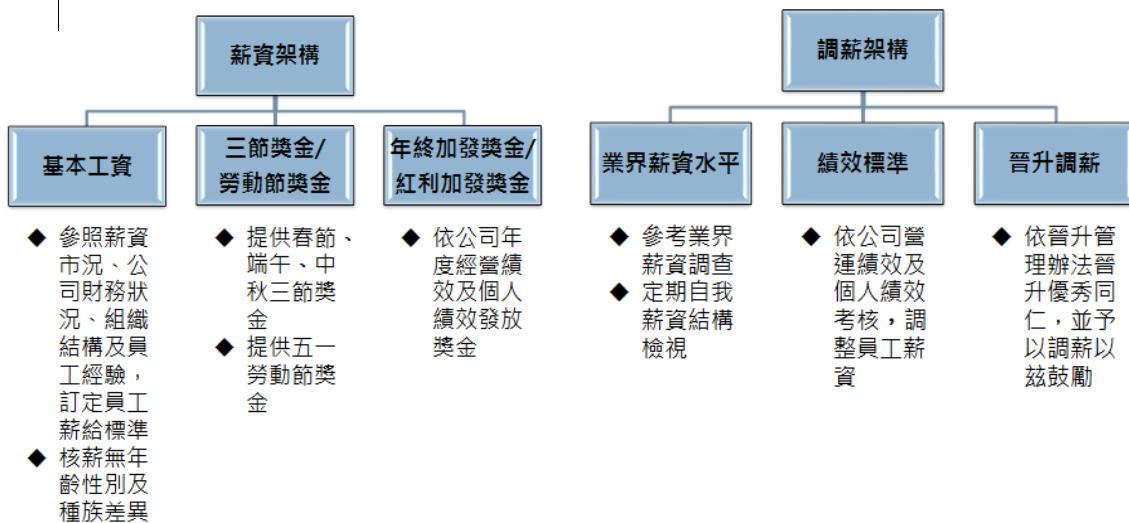 薪資架構
基本工資
三節獎金/
勞動節獎金
年終加發獎金/
紅利加發獎金
◆ 參照薪資
市況、公
司財務狀
況、組織
結構及員
工經驗，
訂定員工
薪給標準
◆ 核薪無年
齡性別及
種族差異
◆ 提供春節、
端午、中
秋三節獎
金
◆ 提供五一
勞動節獎
金
◆ 依公司年
度經營績
效及個人
績效發放
獎金
調薪架構
業界薪資水平
績效標準
晉升調薪
◆ 參考業界
薪資調查
◆ 定期自我
薪資結構
檢視
◆ 依公司營
運績效及
個人績效
考核，調
整員工薪
資
◆ 依晉升管
理辦法晉
升優秀同
仁，並予
以調薪以
茲鼓勵